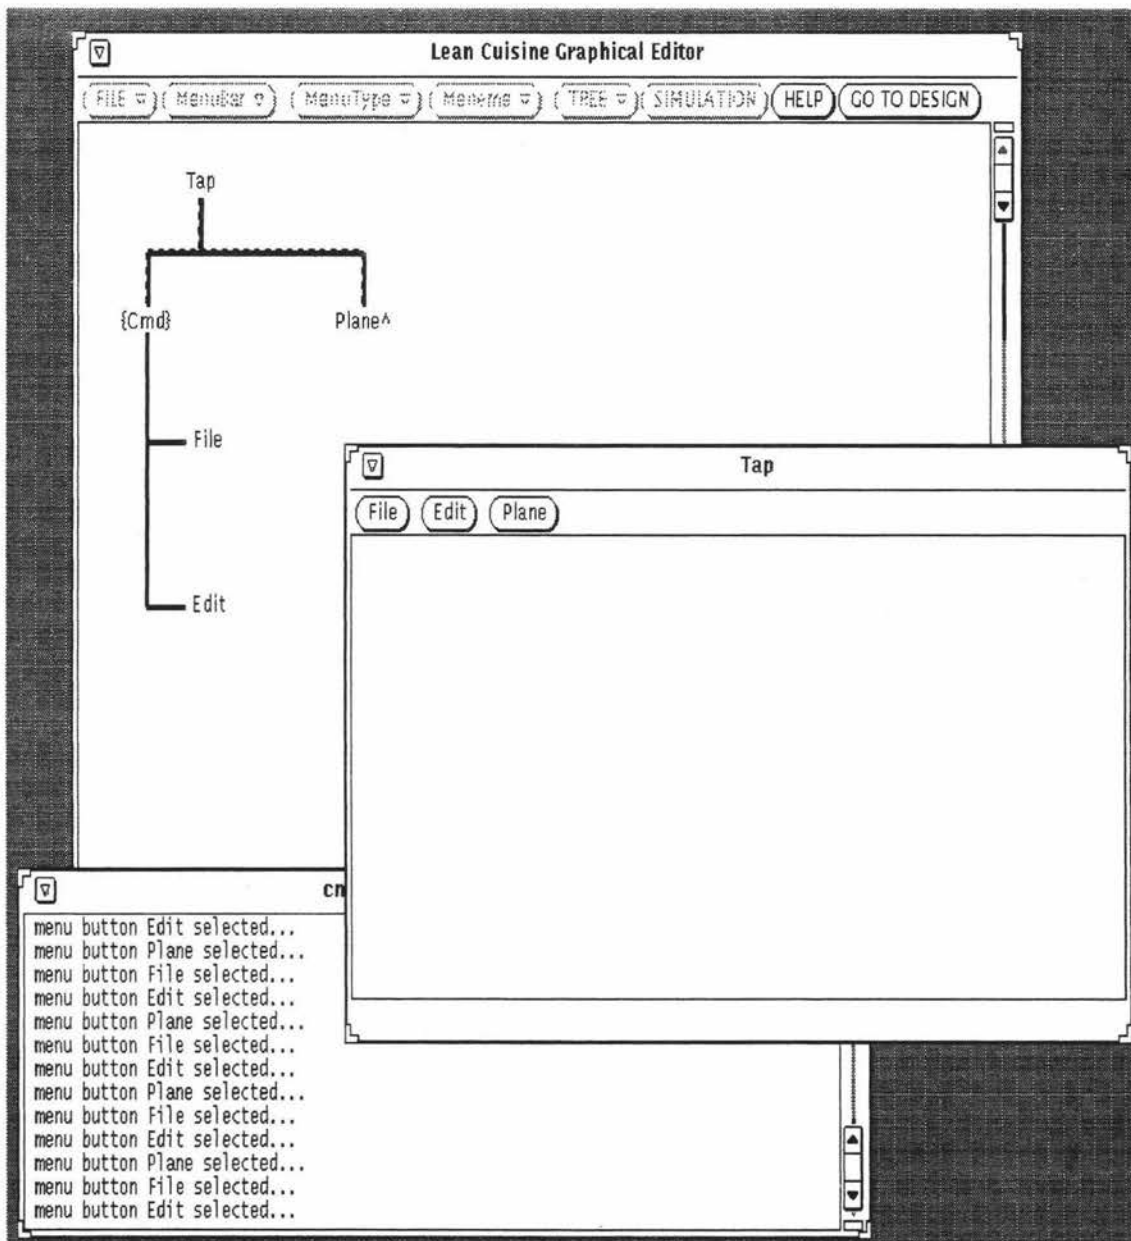 Lean Cuisine Graphical Editor
FILE MenuBar MenuType Meneme TREE SIMULATION HELP GO TO DESIGN
Tap
{Cmd} Plane^
File
Edit
Tap
File Edit Plane
cm
menu button Edit selected...
menu button Plane selected...
menu button File selected...
menu button Edit selected...
menu button Plane selected...
menu button File selected...
menu button Edit selected...
menu button Plane selected...
menu button File selected...
menu button Edit selected...
menu button Plane selected...
menu button File selected...
menu button Edit selected...